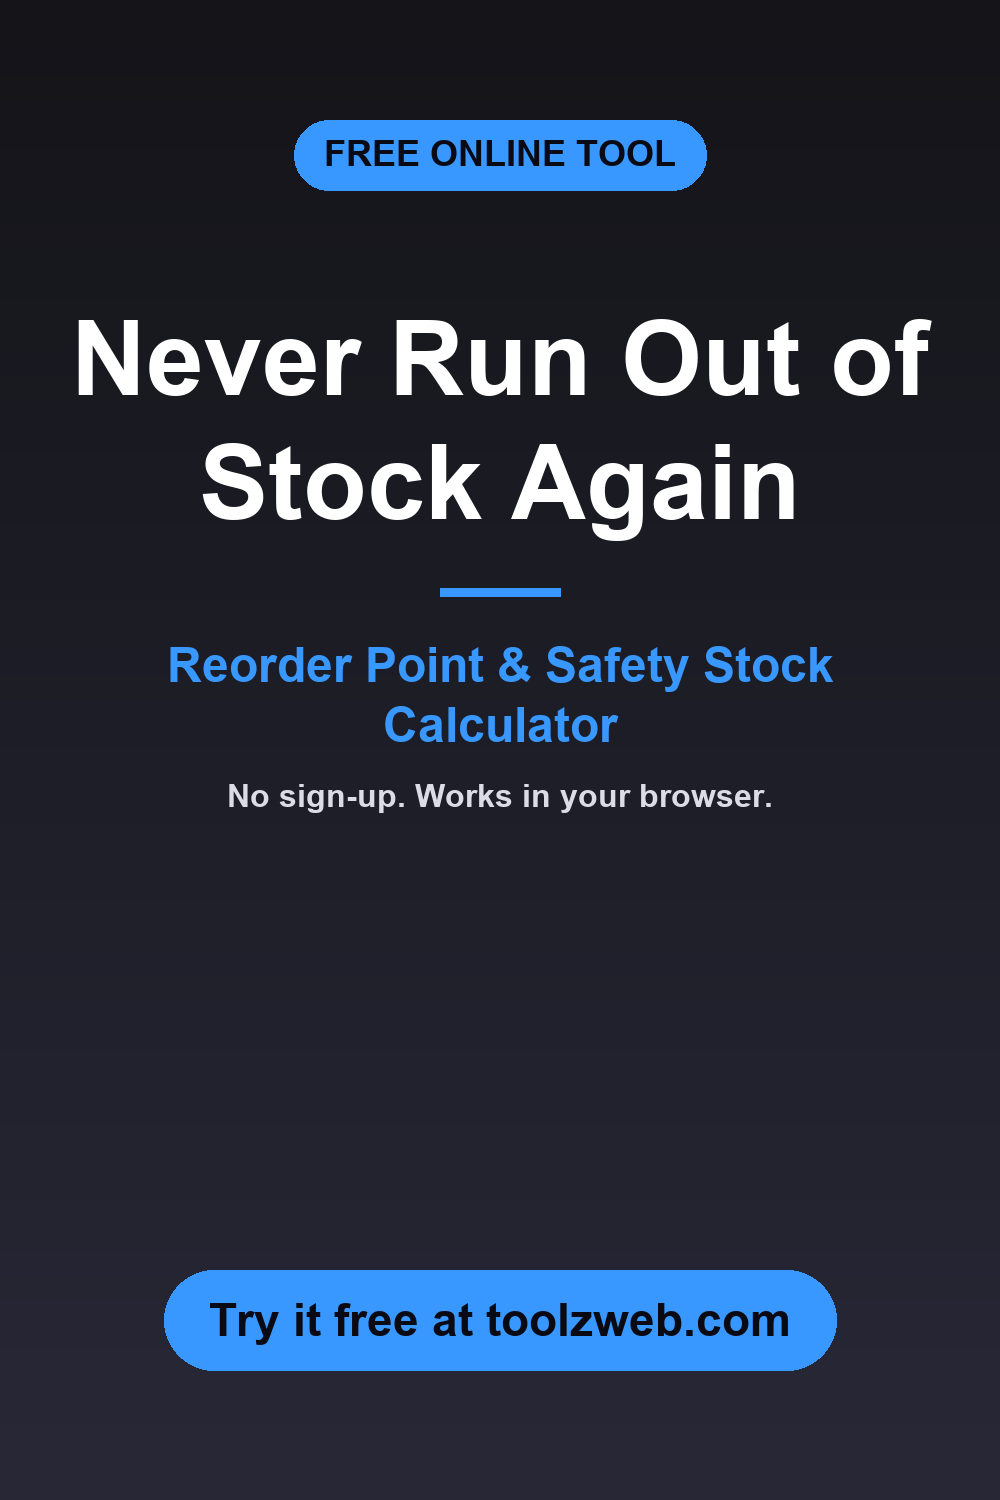 FREE ONLINE TOOL
Never Run Out of
Stock Again
Reorder Point & Safety Stock
Calculator
No sign-up. Works in your browser.
Try it free at toolzweb.com